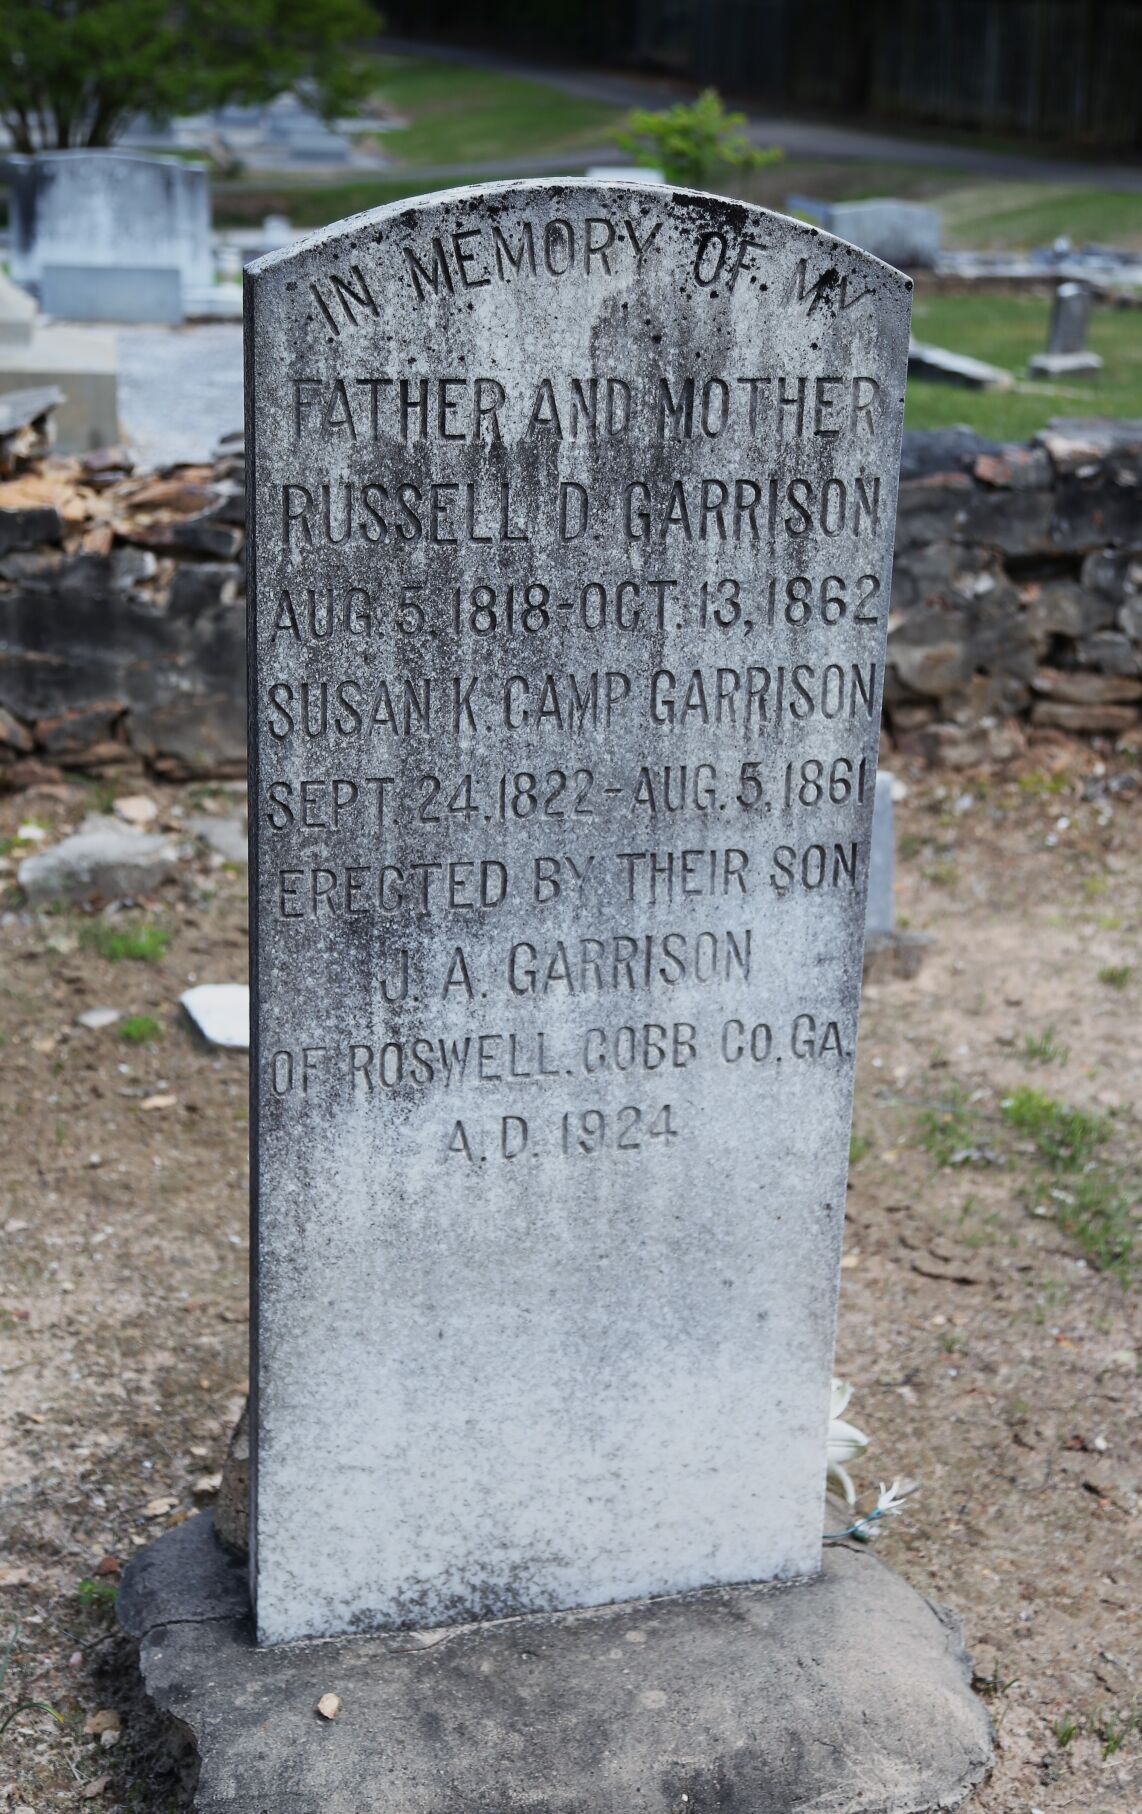 IN MEMORY OF MY
FATHER AND MOTHER
RUSSELL D. GARRISON
AUG. 5, 1818-OCT. 13, 1862
SUSAN K. CAMP GARRISON
SEPT. 24, 1822-AUG. 5, 1861
ERECTED BY THEIR SON
J. A. GARRISON
OF ROSWELL. COBB CO. GA.
A.D. 1924